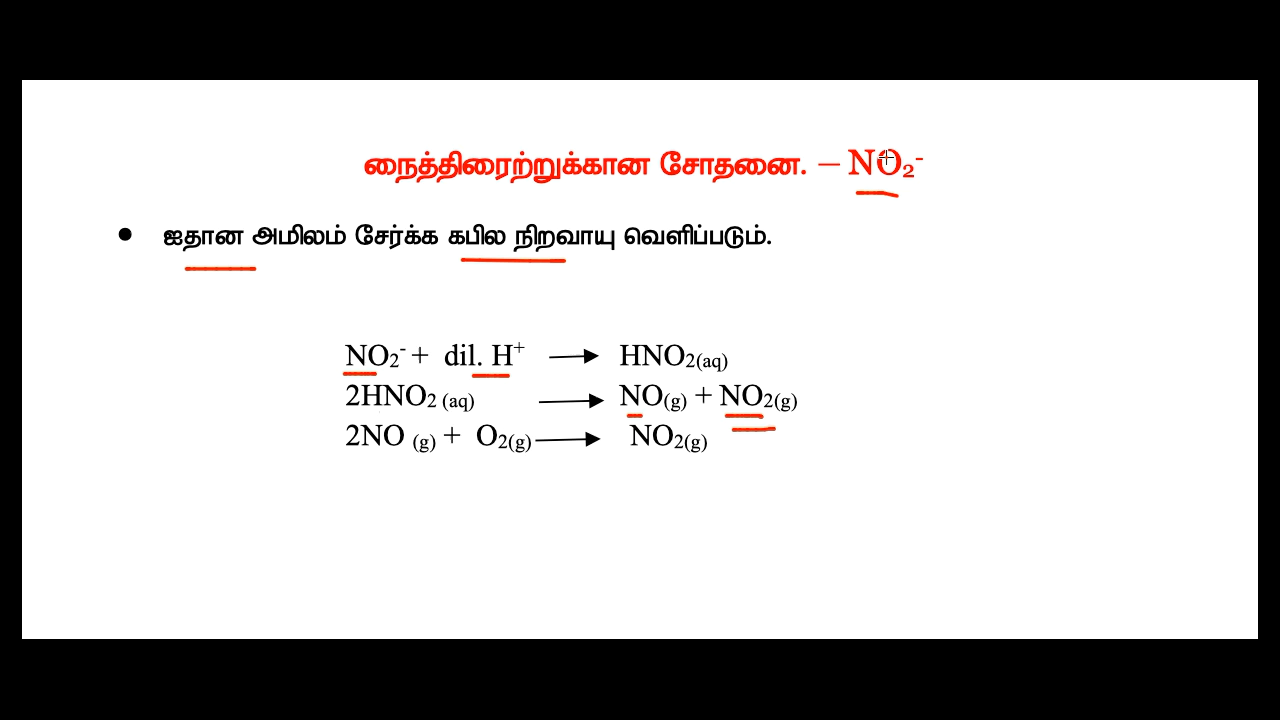 நைத்திரைற்றுக்கான சோதனை. – NO₂⁻
● ஐதான அமிலம் சேர்க்க கபில நிறவாயு வெளிப்படும்.
NO₂⁻ + dil. H⁺ ⟶ HNO₂(aq)
2HNO₂ (aq) ⟶ NO(g) + NO₂(g)
2NO (g) + O₂(g) ⟶ NO₂(g)